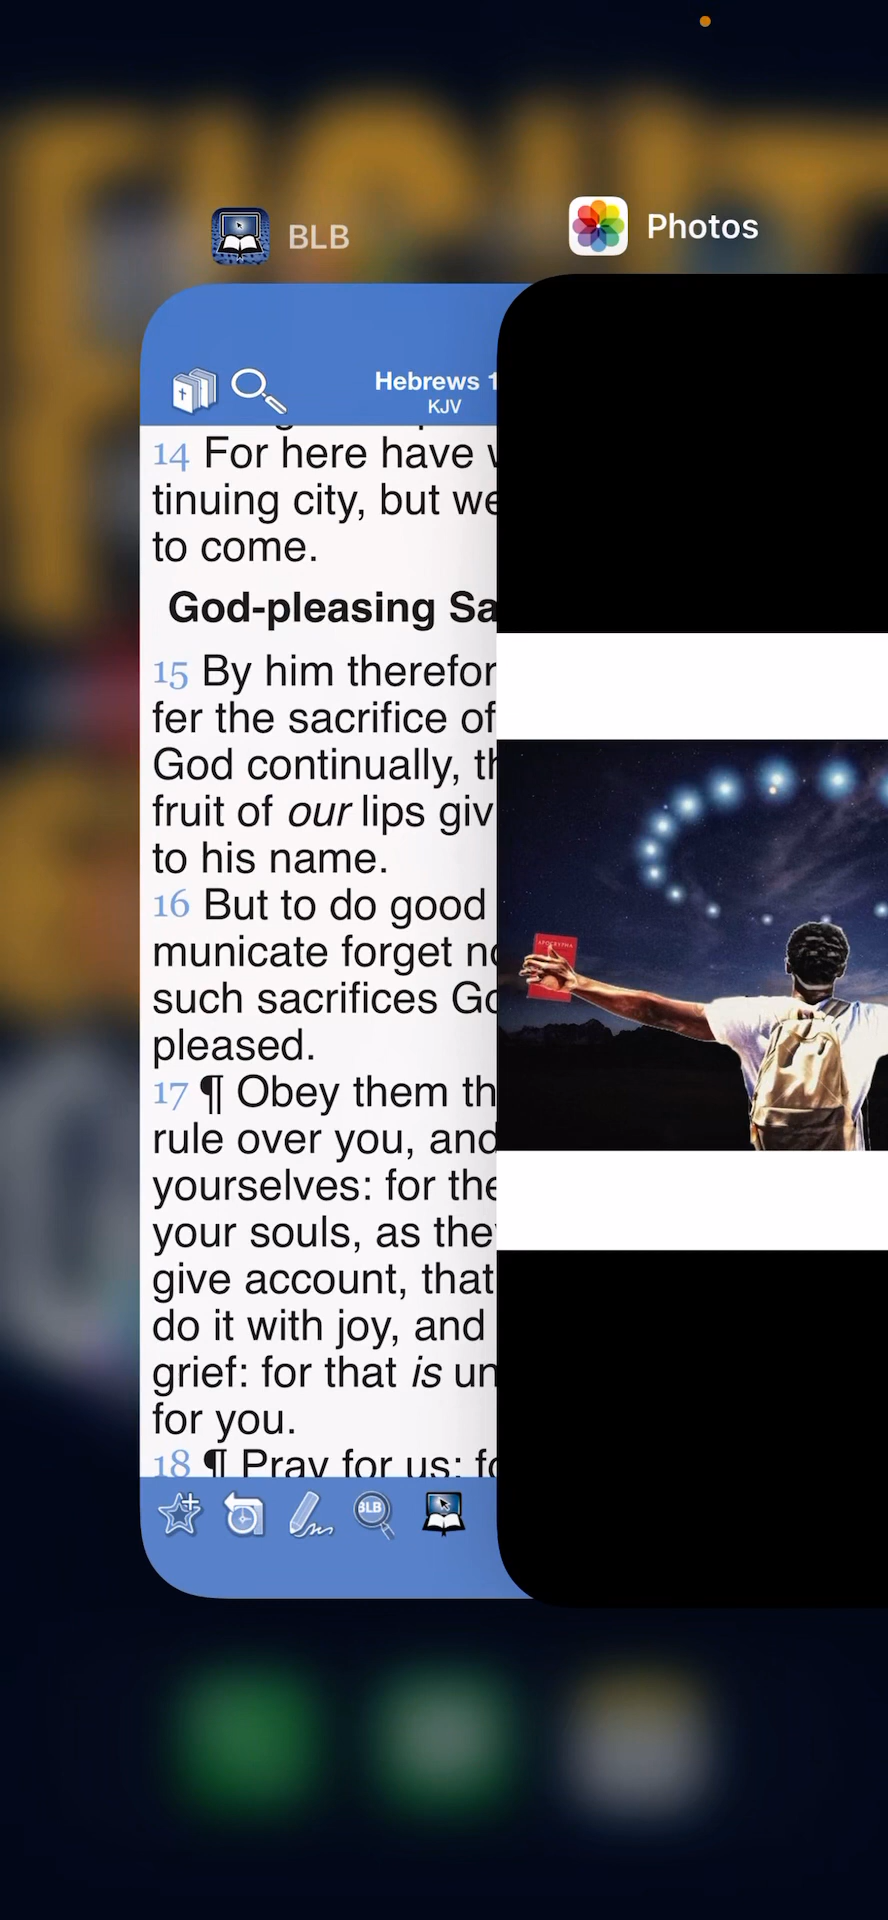 BLB
Photos
Hebrews 1
KJV
14 For here have
tinuing city, but we
to come.
God-pleasing Sa
15 By him therefor
fer the sacrifice of
God continually, th
fruit of our lips giv
to his name.
16 But to do good
municate forget no
such sacrifices Go
pleased.
17 ¶ Obey them th
rule over you, and
yourselves: for the
your souls, as they
give account, that
do it with joy, and
grief: for that is un
for you.
18 ¶ Pray for us: fo
BLB
APOCRYPHA